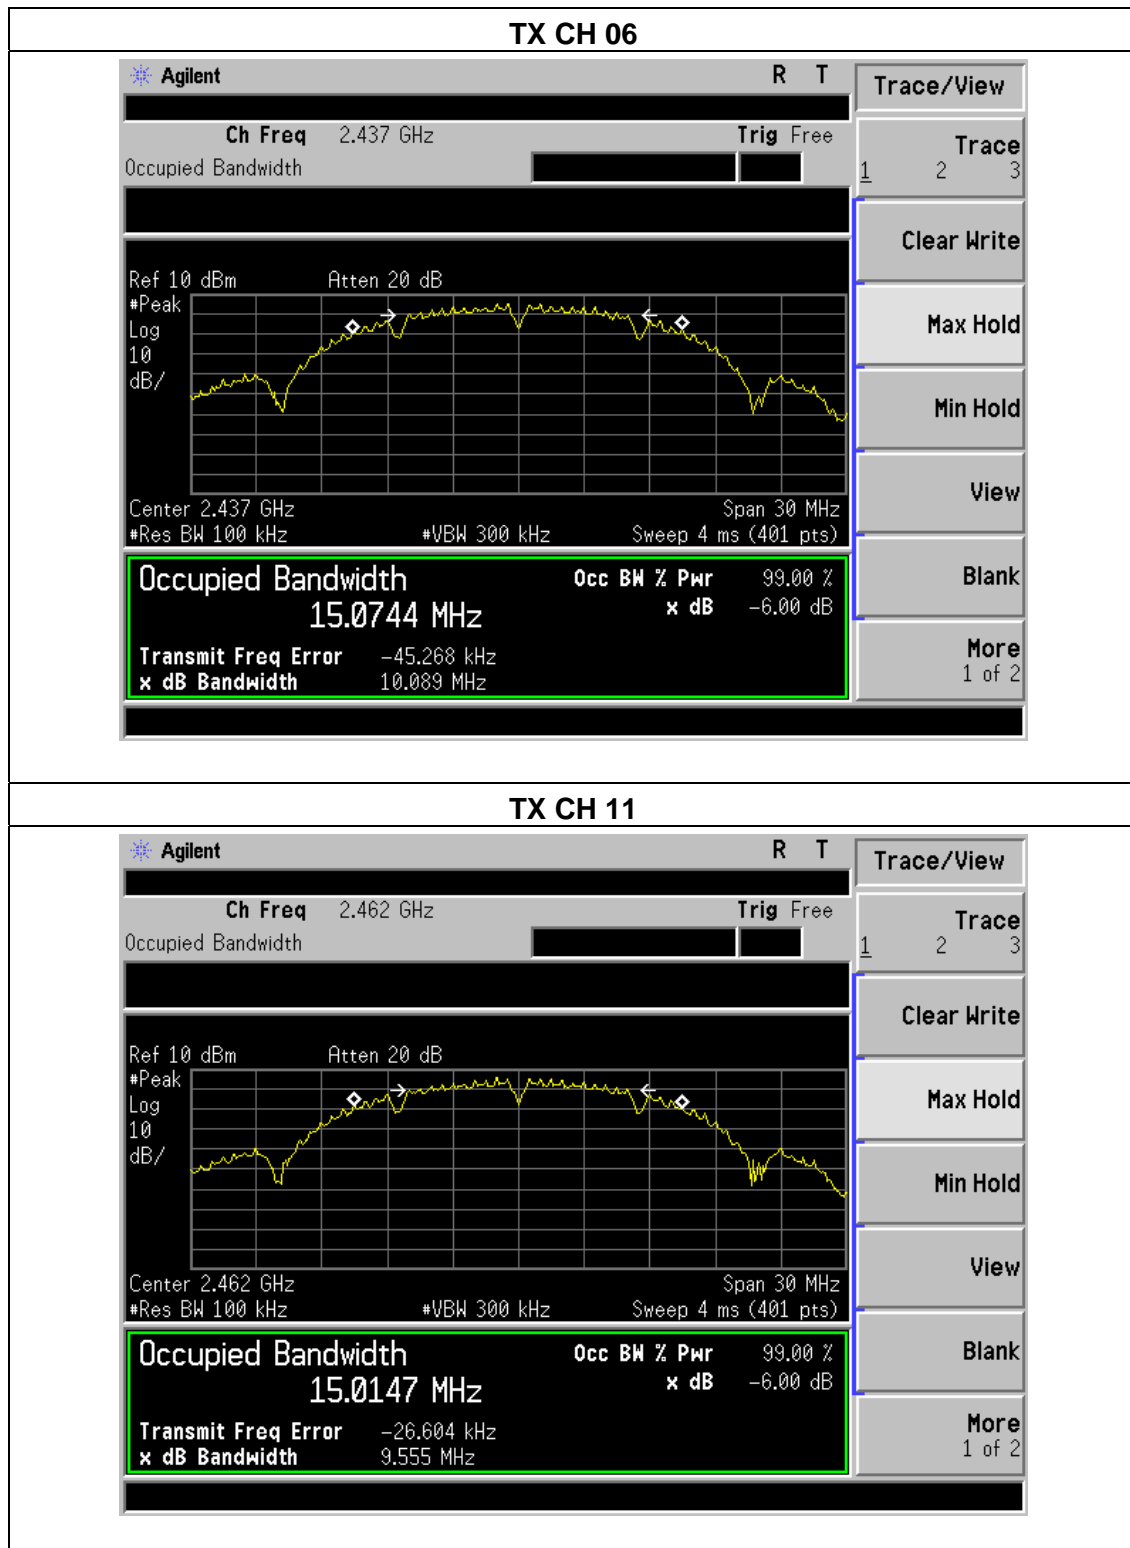 TX CH 06
Agilent R T
Trace/View
Ch Freq 2.437 GHz Trig Free
Occupied Bandwidth
Trace
1 2 3
Clear Write
Ref 10 dBm Atten 20 dB
#Peak
Log
10
dB/
Max Hold
Min Hold
View
Center 2.437 GHz Span 30 MHz
#Res BW 100 kHz #VBW 300 kHz Sweep 4 ms (401 pts)
Occupied Bandwidth Occ BW % Pwr 99.00 %
15.0744 MHz x dB -6.00 dB
Blank
Transmit Freq Error -45.268 kHz
x dB Bandwidth 10.089 MHz
More
1 of 2
TX CH 11
Agilent R T
Trace/View
Ch Freq 2.462 GHz Trig Free
Occupied Bandwidth
Trace
1 2 3
Clear Write
Ref 10 dBm Atten 20 dB
#Peak
Log
10
dB/
Max Hold
Min Hold
View
Center 2.462 GHz Span 30 MHz
#Res BW 100 kHz #VBW 300 kHz Sweep 4 ms (401 pts)
Occupied Bandwidth Occ BW % Pwr 99.00 %
15.0147 MHz x dB -6.00 dB
Blank
Transmit Freq Error -26.604 kHz
x dB Bandwidth 9.555 MHz
More
1 of 2